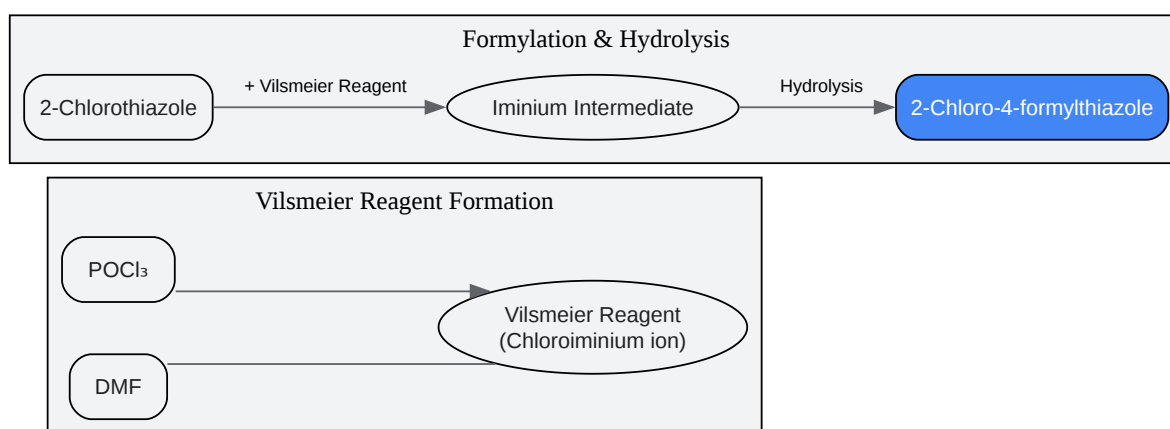 Formylation & Hydrolysis
2-Chlorothiazole
+ Vilsmeier Reagent
Iminium Intermediate
Hydrolysis
2-Chloro-4-formylthiazole
Vilsmeier Reagent Formation
POCl₃
Vilsmeier Reagent
(Chloroiminium ion)
DMF